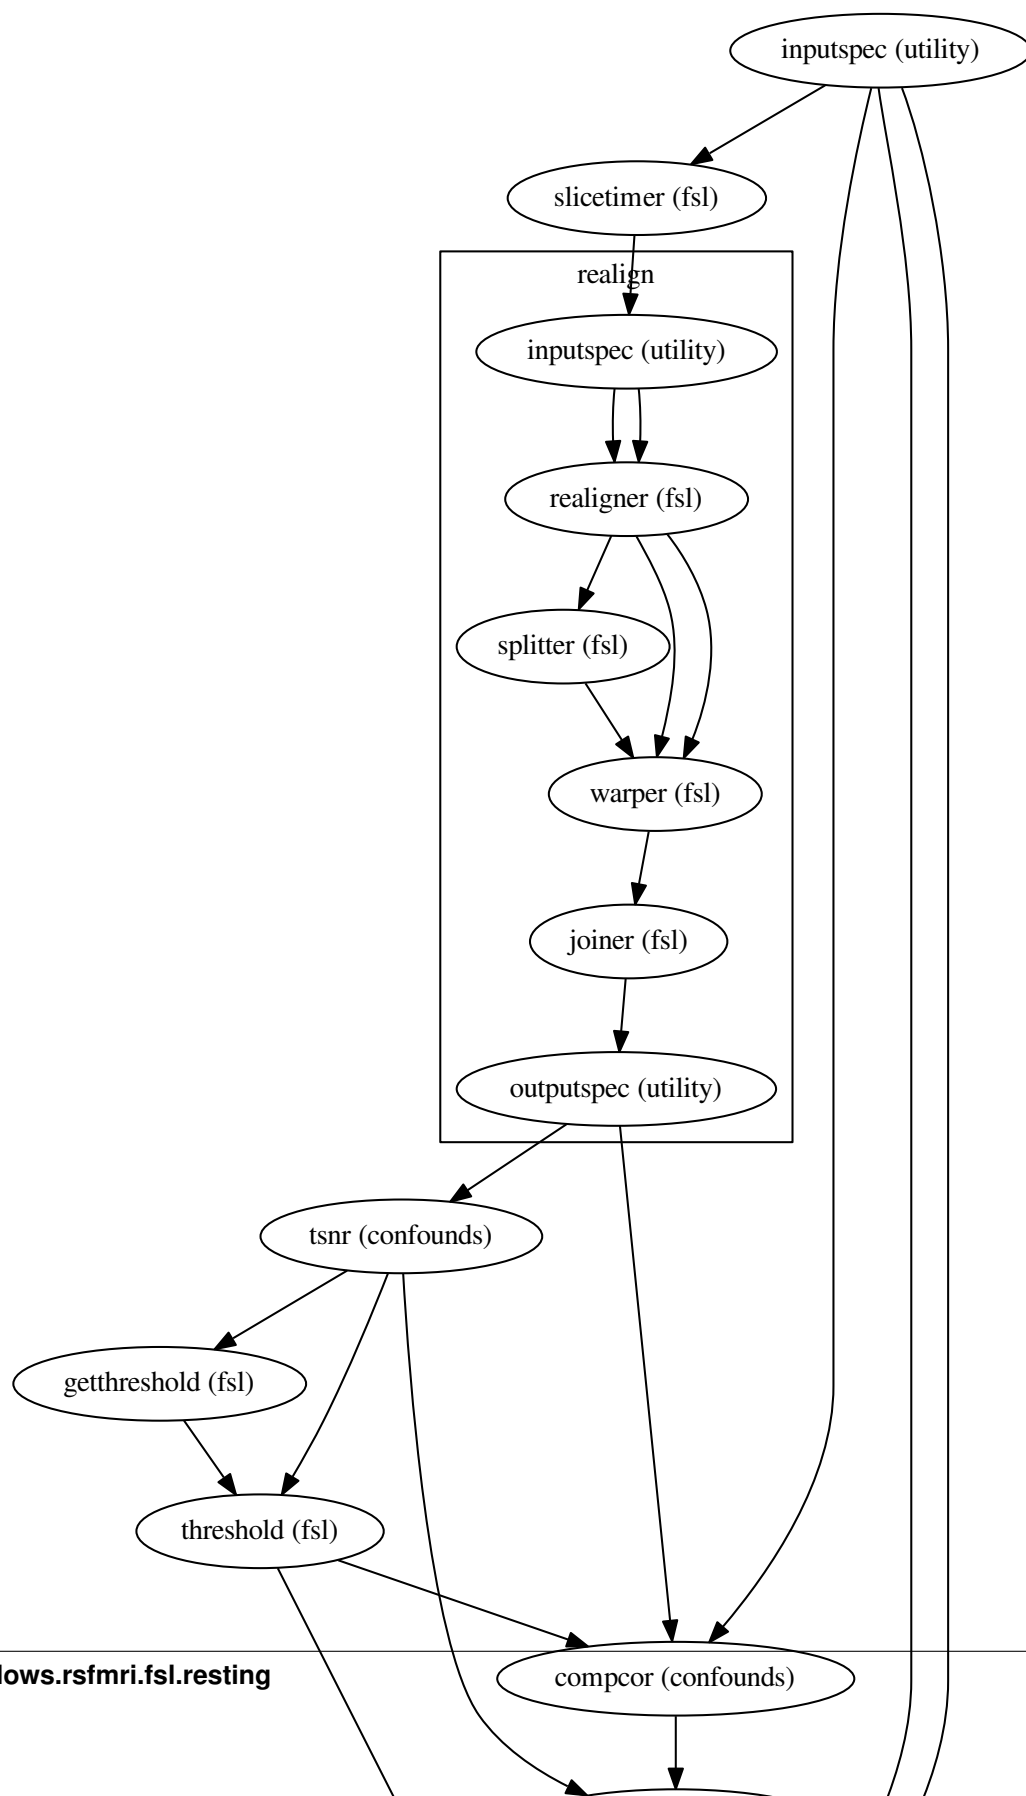 inputspec (utility)
slicetimer (fsl)
realign
inputspec (utility)
realigner (fsl)
splitter (fsl)
warper (fsl)
joiner (fsl)
outputspec (utility)
tsnr (confounds)
getthreshold (fsl)
threshold (fsl)
lows.rsfmri.fsl.resting
compcor (confounds)